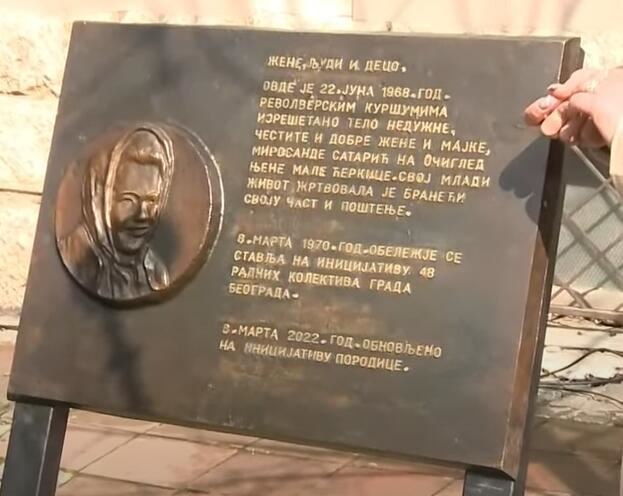 ЖЕНЕ, ЉУДИ И ДЕЦО,
ОВДЕ ЈЕ 22. ЈУНА 1968. ГОД.
РЕВОЛВЕРСКИМ КУРШУМИМА
ИЗРЕШЕТАНО ТЕЛО НЕДУЖНЕ,
ЧЕСТИТЕ И ДОБРЕ ЖЕНЕ И МАЈКЕ,
МИРОСАНДЕ САТАРИЋ НА ОЧИГЛЕД
ЊЕНЕ МАЛЕ ЋЕРКИЦЕ. СВОЈ МЛАДИ
ЖИВОТ ЖРТВОВАЛА ЈЕ БРАНЕЋИ
СВОЈУ ЧАСТ И ПОШТЕЊЕ.
8. МАРТА 1970. ГОД. ОБЕЛЕЖЈЕ СЕ
СТАВЉА НА ИНИЦИЈАТИВУ 48
РАДНИХ КОЛЕКТИВА ГРАДА
БЕОГРАДА.
8. МАРТА 2022. ГОД. ОБНОВЉЕНО
НА ИНИЦИЈАТИВУ ПОРОДИЦЕ.